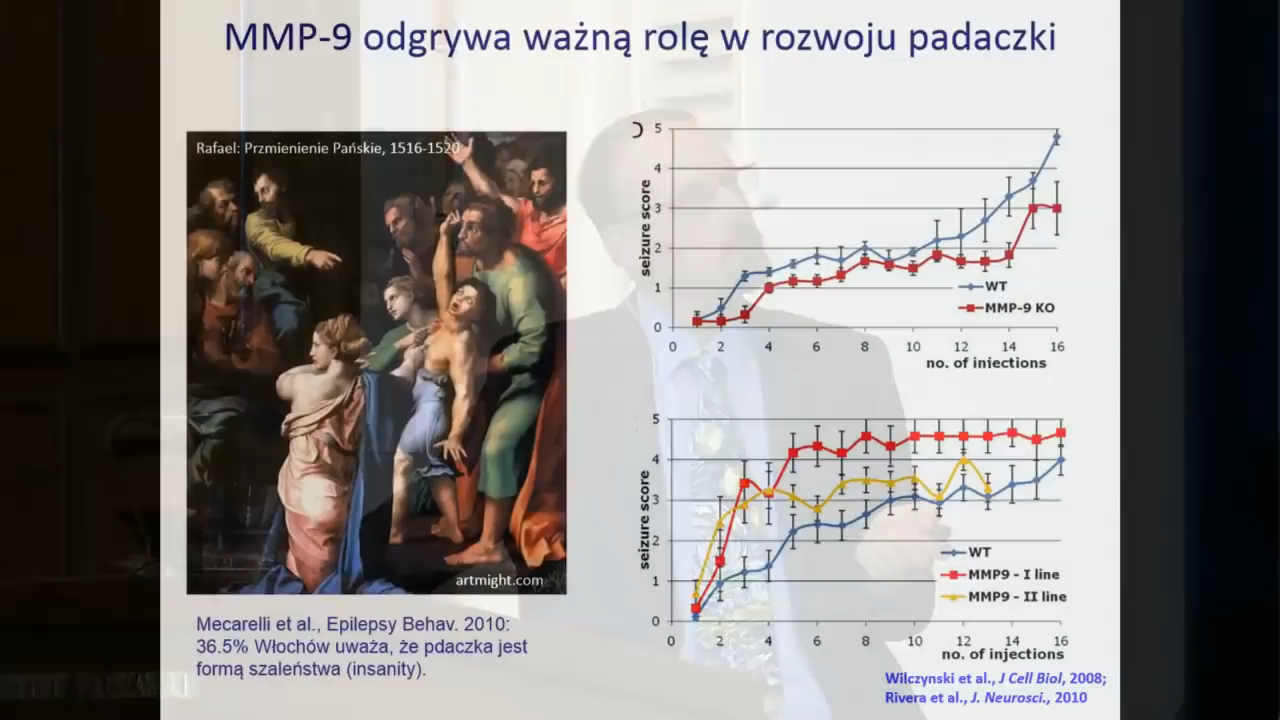 MMP-9 odgrywa ważną rolę w rozwoju padaczki
Rafael: Przmienienie Pańskie, 1516-1520
artmight.com
Mecarelli et al., Epilepsy Behav. 2010:
36.5% Włochów uważa, że pdaczka jest
formą szaleństwa (insanity).
5
4
3
2
1
0
seizure score
WT
MMP-9 KO
0 2 4 6 8 10 12 14 16
no. of injections
5
4
3
2
1
0
seizure score
WT
MMP9 - I line
MMP9 - II line
0 2 4 6 8 10 12 14 16
no. of injections
Wilczynski et al., J Cell Biol, 2008;
Rivera et al., J. Neurosci., 2010